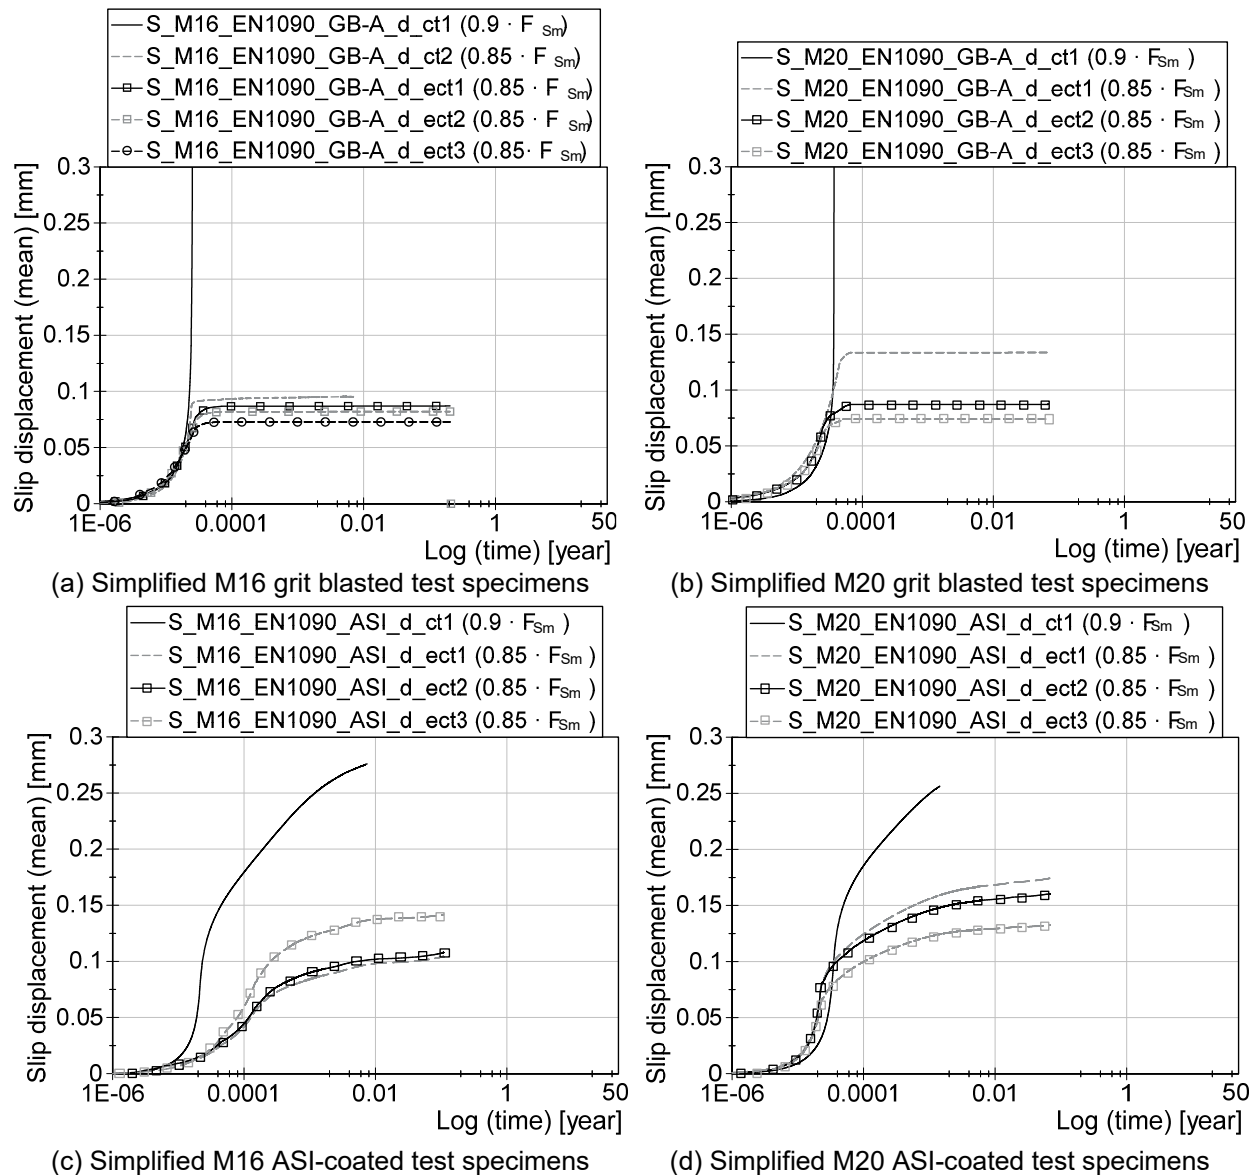 S_M16_EN1090_GB-A_d_ct1 (0.9 · F Sm)
S_M16_EN1090_GB-A_d_ct2 (0.85 · F Sm)
S_M16_EN1090_GB-A_d_ect1 (0.85 · F Sm)
S_M16_EN1090_GB-A_d_ect2 (0.85 · F Sm)
S_M16_EN1090_GB-A_d_ect3 (0.85 · F Sm)
Slip displacement (mean) [mm]
0.3
0.25
0.2
0.15
0.1
0.05
0
1E-06
0.0001
0.01
1
50
Log (time) [year]
(a) Simplified M16 grit blasted test specimens
S_M20_EN1090_GB-A_d_ct1 (0.9 · FSm )
S_M20_EN1090_GB-A_d_ect1 (0.85 · FSm )
S_M20_EN1090_GB-A_d_ect2 (0.85 · FSm )
S_M20_EN1090_GB-A_d_ect3 (0.85 · FSm )
Slip displacement (mean) [mm]
0.3
0.25
0.2
0.15
0.1
0.05
0
1E-06
0.0001
0.01
1
50
Log (time) [year]
(b) Simplified M20 grit blasted test specimens
S_M16_EN1090_ASI_d_ct1 (0.9 · FSm )
S_M16_EN1090_ASI_d_ect1 (0.85 · FSm )
S_M16_EN1090_ASI_d_ect2 (0.85 · FSm )
S_M16_EN1090_ASI_d_ect3 (0.85 · FSm )
Slip displacement (mean) [mm]
0.3
0.25
0.2
0.15
0.1
0.05
0
1E-06
0.0001
0.01
1
50
Log (time) [year]
(c) Simplified M16 ASI-coated test specimens
S_M20_EN1090_ASI_d_ct1 (0.9 · FSm )
S_M20_EN1090_ASI_d_ect1 (0.85 · FSm )
S_M20_EN1090_ASI_d_ect2 (0.85 · FSm )
S_M20_EN1090_ASI_d_ect3 (0.85 · FSm )
Slip displacement (mean) [mm]
0.3
0.25
0.2
0.15
0.1
0.05
0
1E-06
0.0001
0.01
1
50
Log (time) [year]
(d) Simplified M20 ASI-coated test specimens